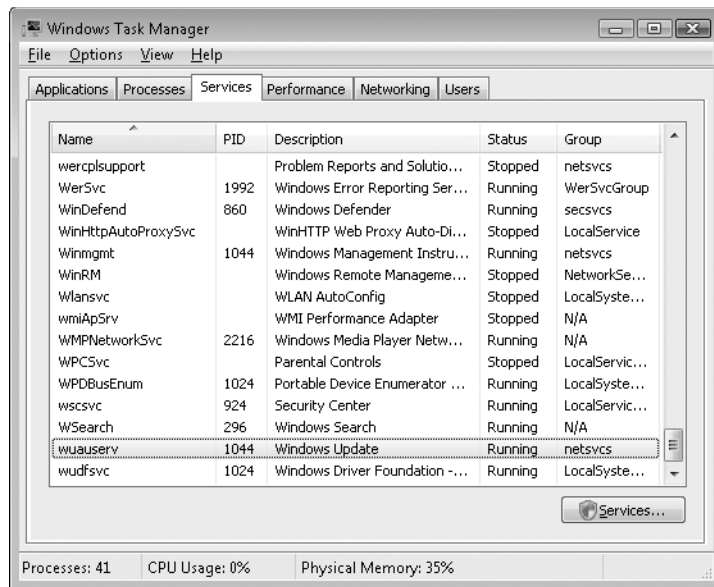 Windows Task Manager
File Options View Help
Applications Processes Services Performance Networking Users
Name PID Description Status Group
wercplsupport Problem Reports and Solutio... Stopped netsvcs
WerSvc 1992 Windows Error Reporting Ser... Running WerSvcGroup
WinDefend 860 Windows Defender Running secsvcs
WinHttpAutoProxySvc WinHTTP Web Proxy Auto-Di... Stopped LocalService
Winmgmt 1044 Windows Management Instru... Running netsvcs
WinRM Windows Remote Manageme... Stopped NetworkSe...
Wlansvc WLAN AutoConfig Stopped LocalSyste...
wmiApSrv WMI Performance Adapter Stopped N/A
WMPNetworkSvc 2216 Windows Media Player Netw... Running N/A
WPCSvc Parental Controls Stopped LocalServic...
WPDBusEnum 1024 Portable Device Enumerator ... Running LocalSyste...
wscsvc 924 Security Center Running LocalServic...
WSearch 296 Windows Search Running N/A
wuauserv 1044 Windows Update Running netsvcs
wudfsvc 1024 Windows Driver Foundation -... Running LocalSyste...
Services...
Processes: 41 CPU Usage: 0% Physical Memory: 35%